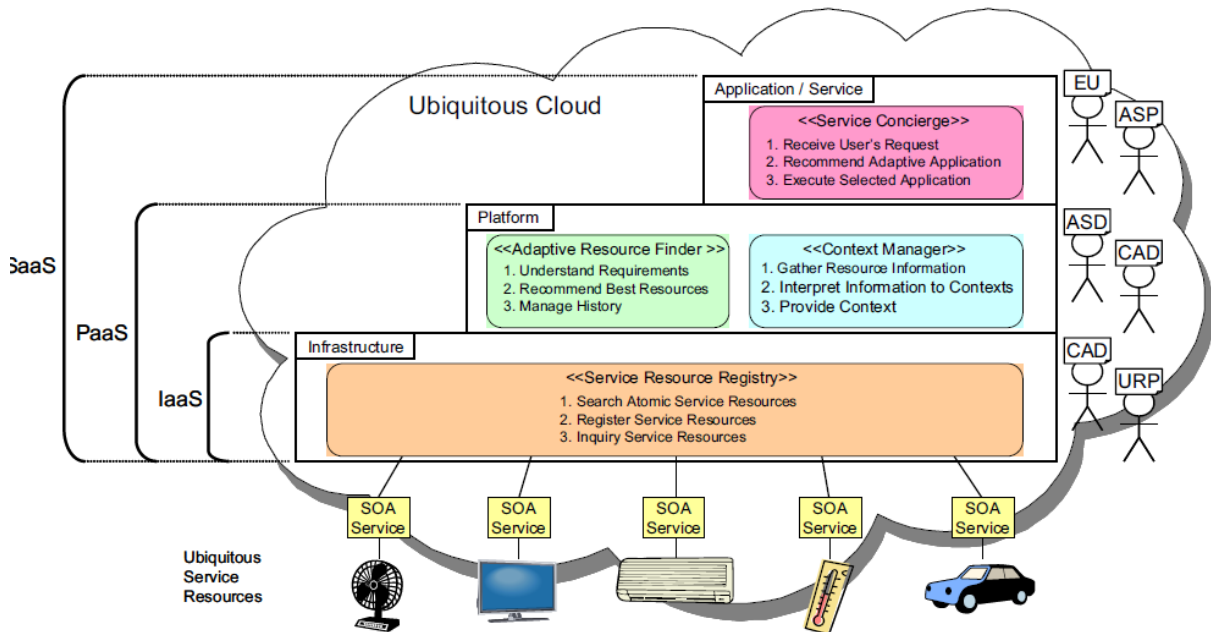 Ubiquitous Cloud
Application / Service
<<Service Concierge>>
1. Receive User's Request
2. Recommend Adaptive Application
3. Execute Selected Application
EU
ASP
Platform
<<Adaptive Resource Finder >>
1. Understand Requirements
2. Recommend Best Resources
3. Manage History
<<Context Manager>>
1. Gather Resource Information
2. Interpret Information to Contexts
3. Provide Context
ASD
CAD
SaaS
PaaS
IaaS
Infrastructure
<<Service Resource Registry>>
1. Search Atomic Service Resources
2. Register Service Resources
3. Inquiry Service Resources
CAD
URP
SOA
Service
SOA
Service
SOA
Service
SOA
Service
SOA
Service
Ubiquitous
Service
Resources